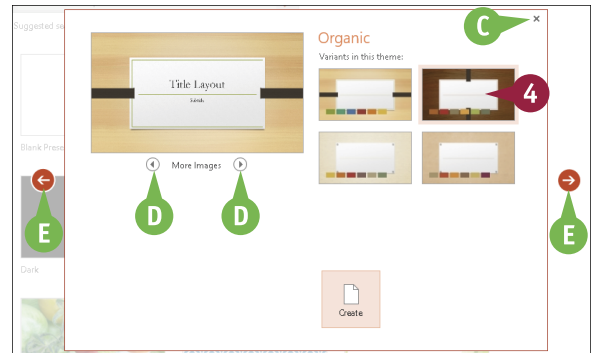 Suggested se
C
×
Organic
Variants in this theme:
Title Layout
4
Blank Prese
More Images
D
D
E
E
Dark
Create